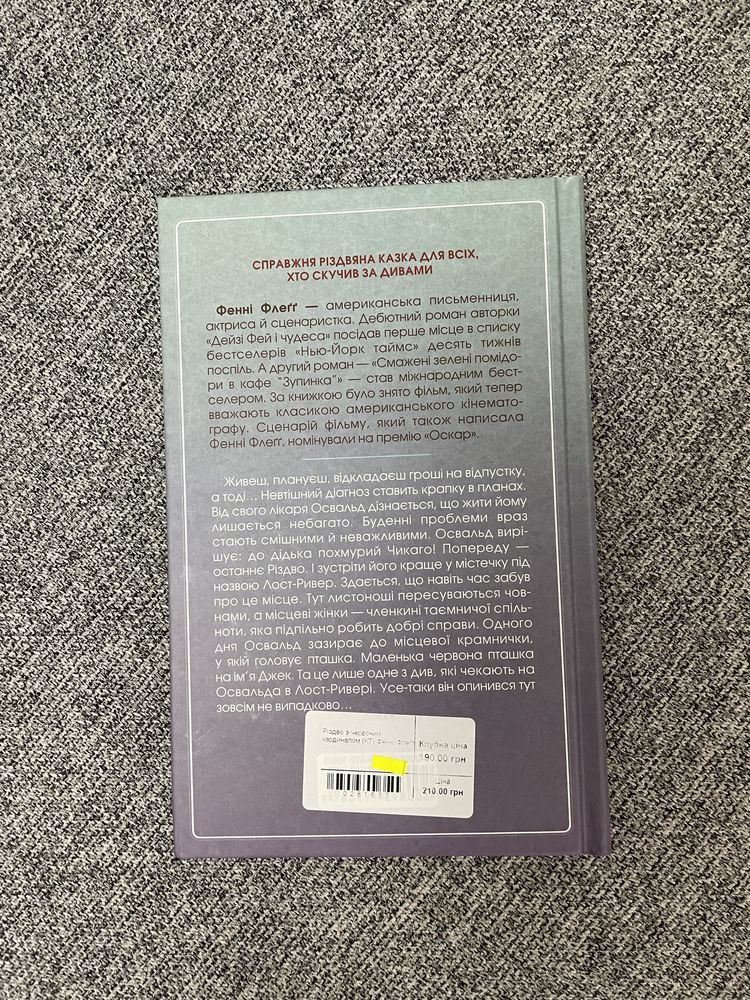 СПРАВЖНЯ РІЗДВЯНА КАЗКА ДЛЯ ВСІХ,
ХТО СКУЧИВ ЗА ДИВАМИ
Фенні Флеґґ — американська письменниця,
актриса й сценаристка. Дебютний роман авторки
«Дейзі Фей і чудеса» посідав перше місце в списку
бестселерів «Нью-Йорк таймс» десять тижнів
поспіль. А другий роман — «Смажені зелені помідо-
ри в кафе "Зупинка"» — став міжнародним бест-
селером. За книжкою було знято фільм, який тепер
вважають класикою американського кінемато-
графу. Сценарій фільму, який також написала
Фенні Флеґґ, номінували на премію «Оскар».
Живеш, плануєш, відкладаєш гроші на відпустку,
а тоді... Невтішний діагноз ставить крапку в планах.
Від свого лікаря Освальд дізнається, що жити йому
лишається небагато. Буденні проблеми враз
стають смішними й неважливими. Освальд вирі-
шує: до дідька похмурий Чикаго! Попереду —
останнє Різдво. І зустріти його краще у містечку під
назвою Лост-Ривер. Здається, що навіть час забув
про це місце. Тут листоноші пересуваються чов-
нами, а місцеві жінки — членкині таємничої спіль-
ноти, яка підпільно робить добрі справи. Одного
дня Освальд зазирає до місцевої крамнички,
у якій головує пташка. Маленька червона пташка
на ім'я Джек. Та це лише одне з див, які чекають на
Освальда в Лост-Ривері. Усе-таки він опинився тут
зовсім не випадково...
Різдво з червоним
кардиналом (КТ) Фенні Флеґґ
Клубна ціна
190.00 грн
ISBN 978
Ціна
210.00 грн